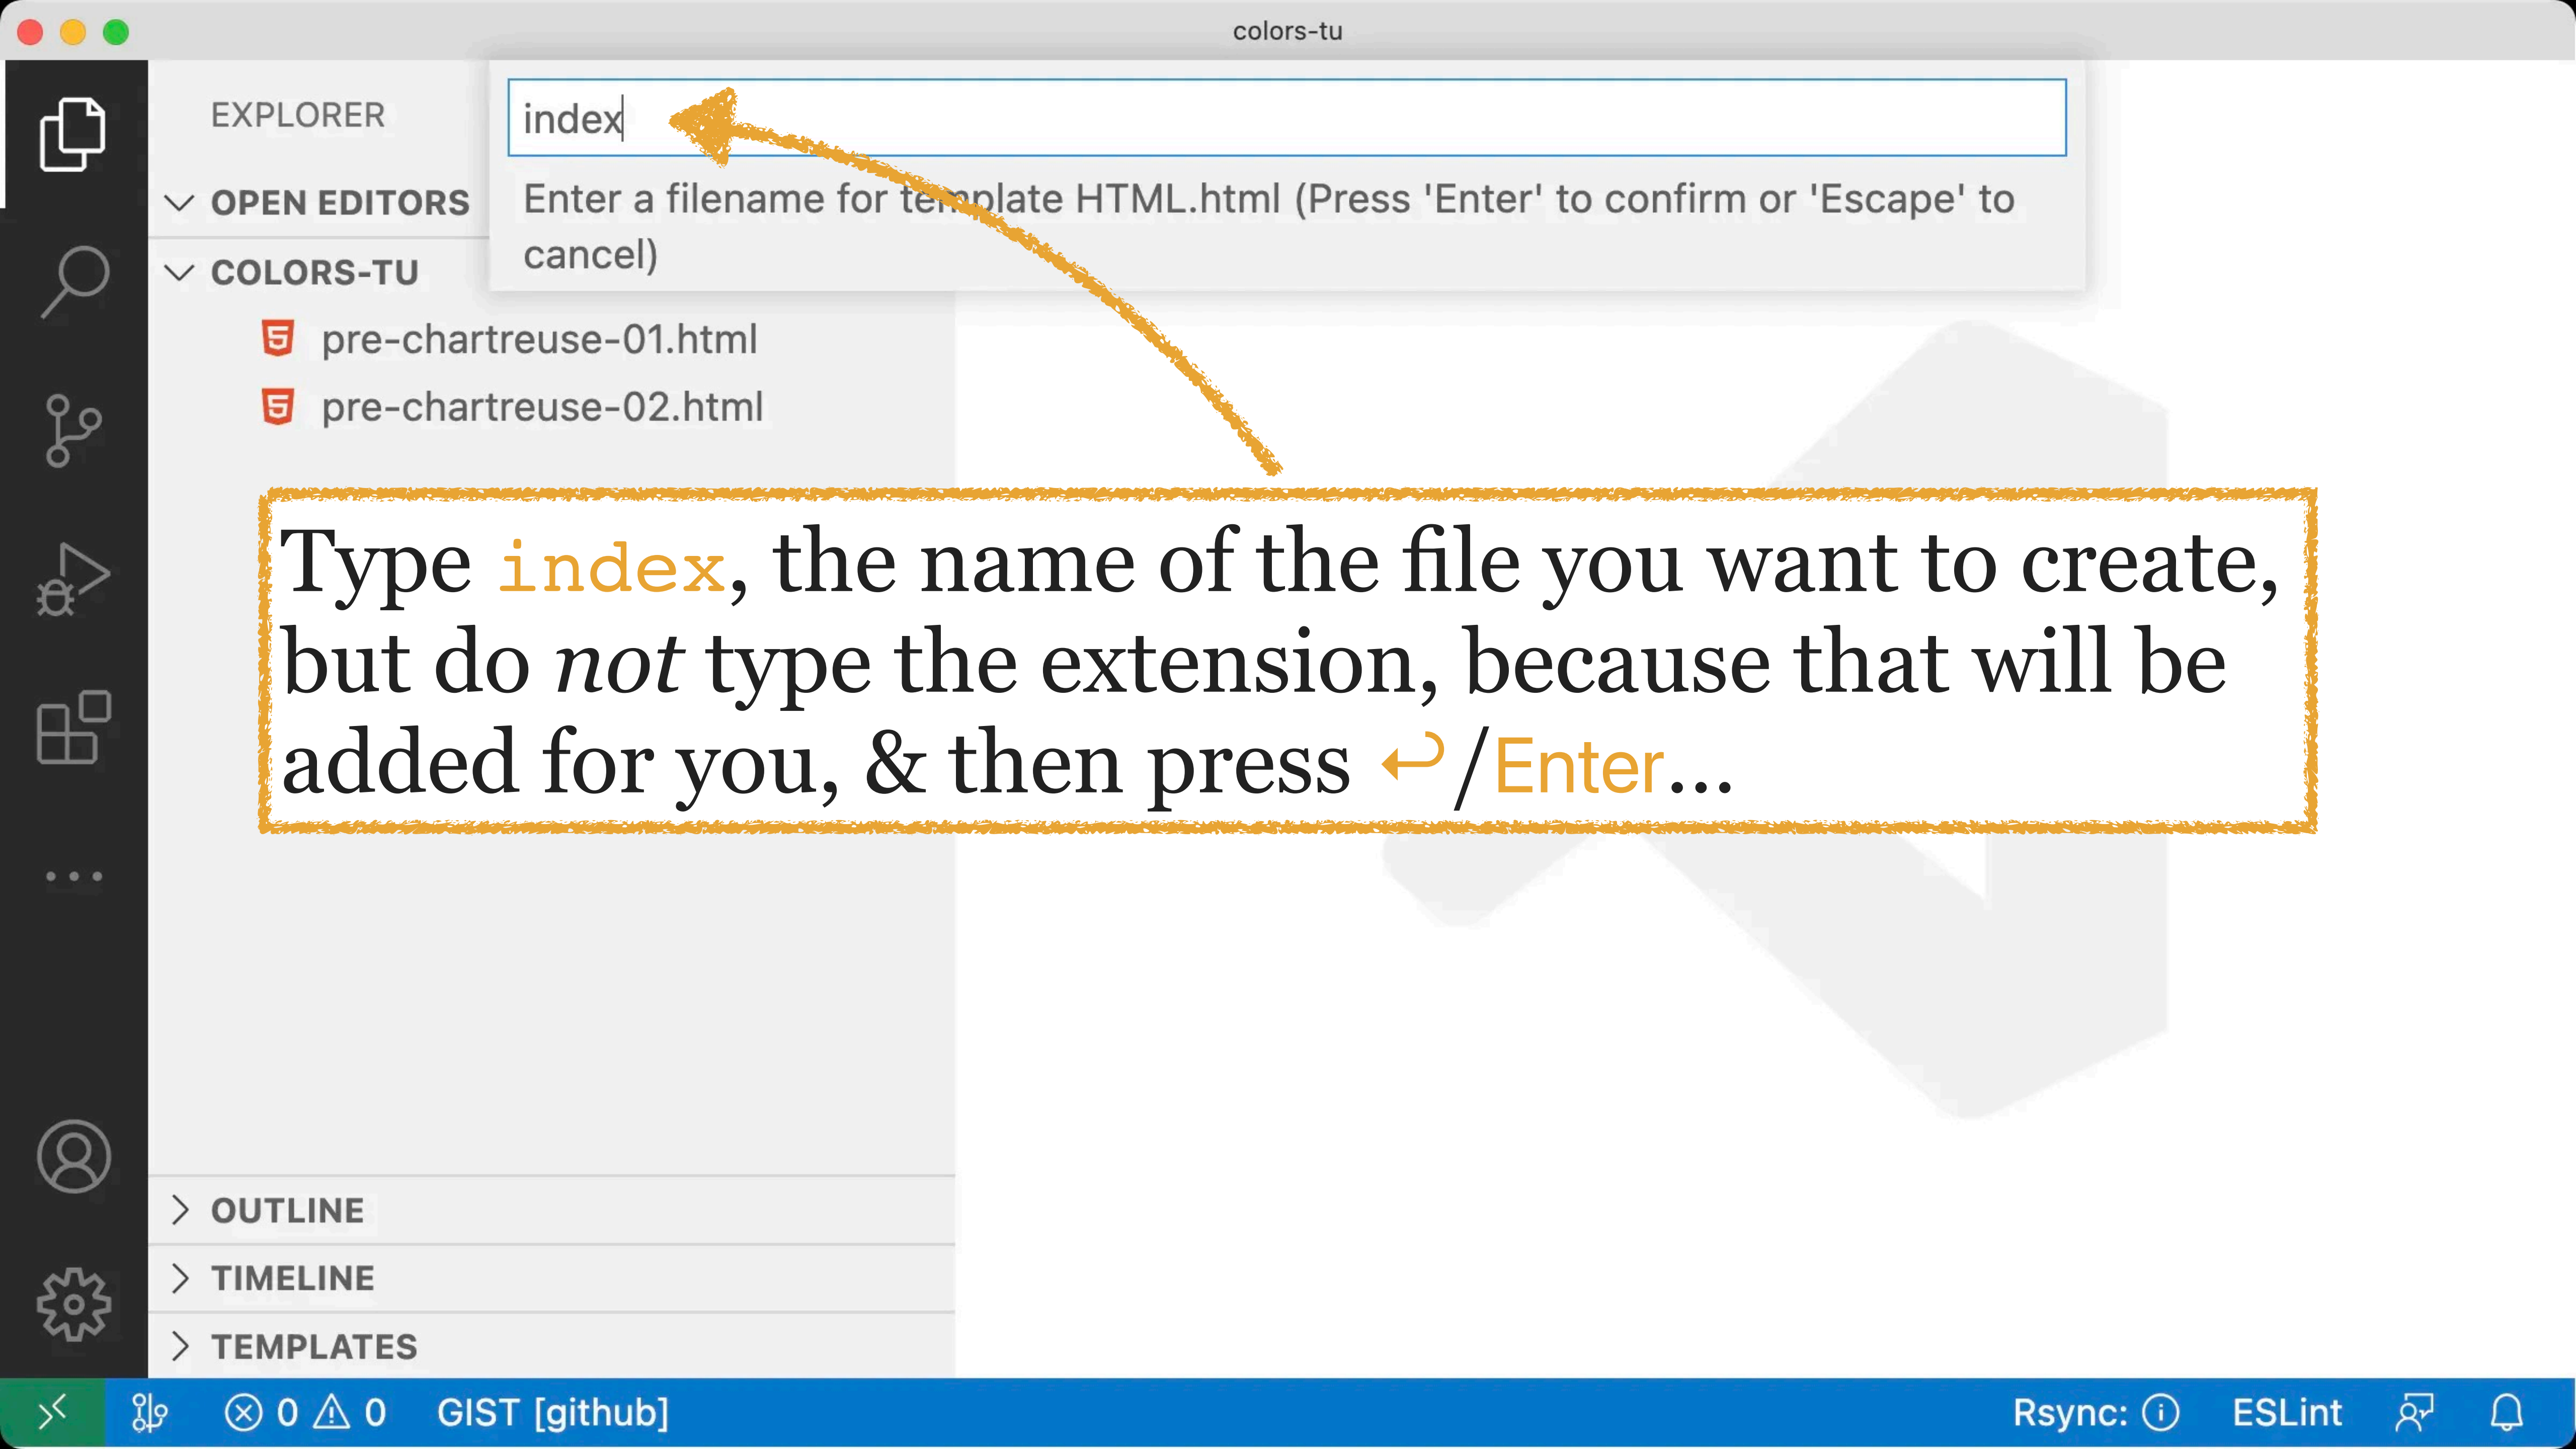 colors-tu
EXPLORER
index
Enter a filename for template HTML.html (Press 'Enter' to confirm or 'Escape' to
cancel)
OPEN EDITORS
COLORS-TU
pre-chartreuse-01.html
pre-chartreuse-02.html
Type index, the name of the file you want to create,
but do not type the extension, because that will be
added for you, & then press ↩/Enter…
OUTLINE
TIMELINE
TEMPLATES
0 0 GIST [github] Rsync: ESLint